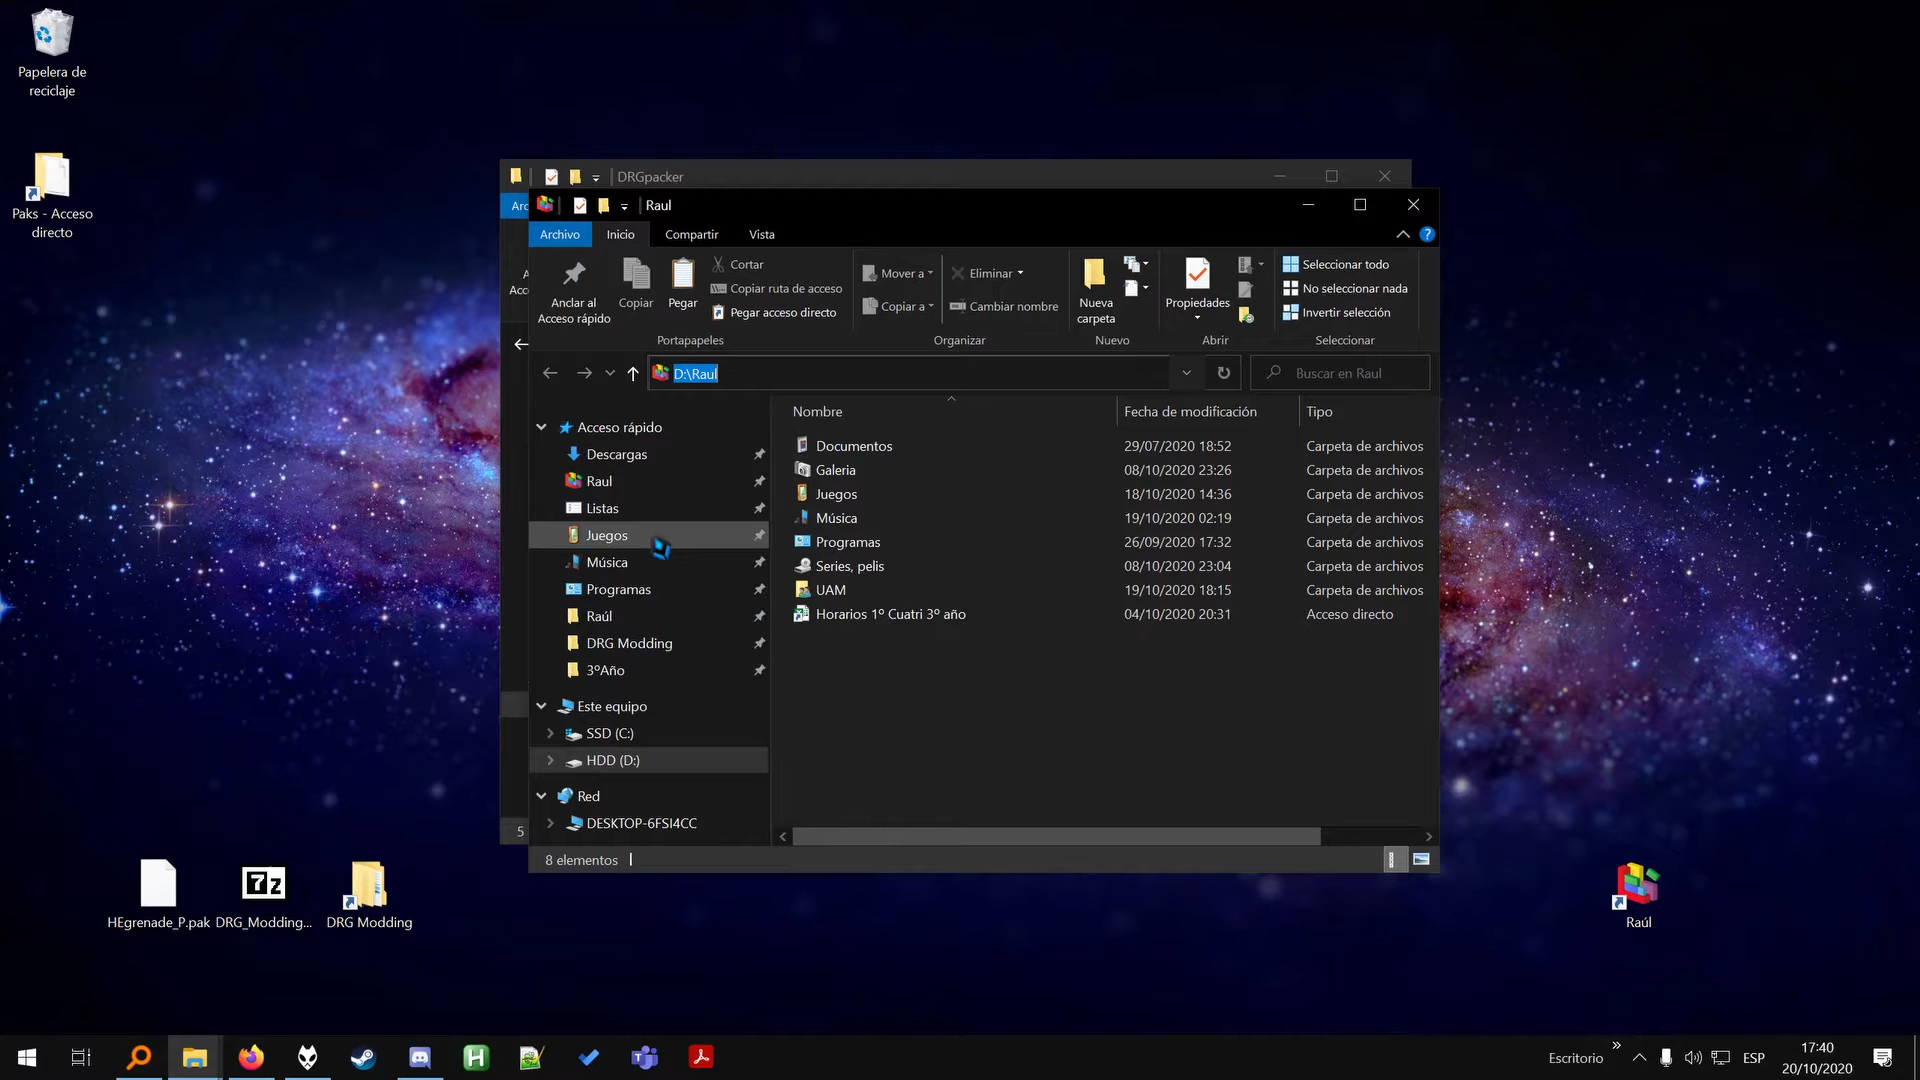 Papelera de
reciclaje
Paks - Acceso
directo
DRGpacker
Arc
Raul
Archivo
Inicio
Compartir
Vista
?
A
Acc
Anclar al
Acceso rápido
Copiar
Pegar
Cortar
Copiar ruta de acceso
Pegar acceso directo
Portapapeles
Mover a
Copiar a
Eliminar
Cambiar nombre
Organizar
Nueva
carpeta
Nuevo
Propiedades
Abrir
Seleccionar todo
No seleccionar nada
Invertir selección
Seleccionar
D:\Raul
Buscar en Raul
Acceso rápido
Descargas
Raul
Listas
Juegos
Música
Programas
Raúl
DRG Modding
3ºAño
Este equipo
SSD (C:)
HDD (D:)
Red
DESKTOP-6FSI4CC
Nombre
Fecha de modificación
Tipo
Documentos
29/07/2020 18:52
Carpeta de archivos
Galeria
08/10/2020 23:26
Carpeta de archivos
Juegos
18/10/2020 14:36
Carpeta de archivos
Música
19/10/2020 02:19
Carpeta de archivos
Programas
26/09/2020 17:32
Carpeta de archivos
Series, pelis
08/10/2020 23:04
Carpeta de archivos
UAM
19/10/2020 18:15
Carpeta de archivos
Horarios 1º Cuatri 3º año
04/10/2020 20:31
Acceso directo
5
8 elementos
HEgrenade_P.pak
7z
DRG_Modding...
DRG Modding
Raúl
H
Escritorio
ESP
17:40
20/10/2020